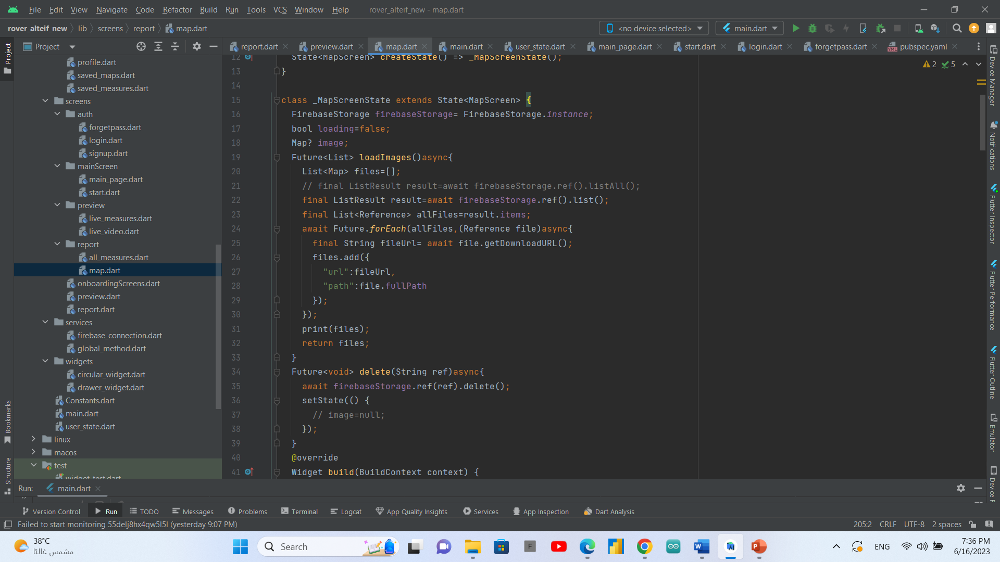 File Edit View Navigate Code Refactor Build Run Tools VCS Window Help rover_alteif_new - map.dart
rover_alteif_new lib screens report map.dart <no device selected> main.dart
Project
report.dart preview.dart map.dart main.dart user_state.dart main_page.dart start.dart login.dart forgetpass.dart pubspec.yaml
2 5
Project
profile.dart
saved_maps.dart
saved_measures.dart
screens
auth
forgetpass.dart
login.dart
signup.dart
mainScreen
main_page.dart
start.dart
preview
live_measures.dart
live_video.dart
report
all_measures.dart
map.dart
onboardingScreens.dart
preview.dart
report.dart
services
firebase_connection.dart
global_method.dart
widgets
circular_widget.dart
drawer_widget.dart
Constants.dart
main.dart
user_state.dart
linux
macos
test
widget_test.dart
Bookmarks
Structure
12 State<MapScreen> createState() => _MapScreenState();
13 }
14
15 class _MapScreenState extends State<MapScreen> {
16 FirebaseStorage firebaseStorage= FirebaseStorage.instance;
17 bool loading=false;
18 Map? image;
19 Future<List> loadImages()async{
20 List<Map> files=[];
21 // final ListResult result=await firebaseStorage.ref().listAll();
22 final ListResult result=await firebaseStorage.ref().list();
23 final List<Reference> allFiles=result.items;
24 await Future.forEach(allFiles,(Reference file)async{
25 final String fileUrl= await file.getDownloadURL();
26 files.add({
27 "url":fileUrl,
28 "path":file.fullPath
29 });
30 });
31 print(files);
32 return files;
33 }
34 Future<void> delete(String ref)async{
35 await firebaseStorage.ref(ref).delete();
36 setState(() {
37 // image=null;
38 });
39 }
40 @override
41 Widget build(BuildContext context) {
Device Manager
Notifications
Flutter Inspector
Flutter Performance
Flutter Outline
Emulator
Device F
Run: main.dart
Version Control Run TODO Messages Problems Terminal Logcat App Quality Insights Services App Inspection Dart Analysis
Failed to start monitoring 55delj8hx4qw5l5l (yesterday 9:07 PM) 205:2 CRLF UTF-8 2 spaces
38°C
مشمس غالبًا
Search
ENG
7:36 PM
6/16/2023